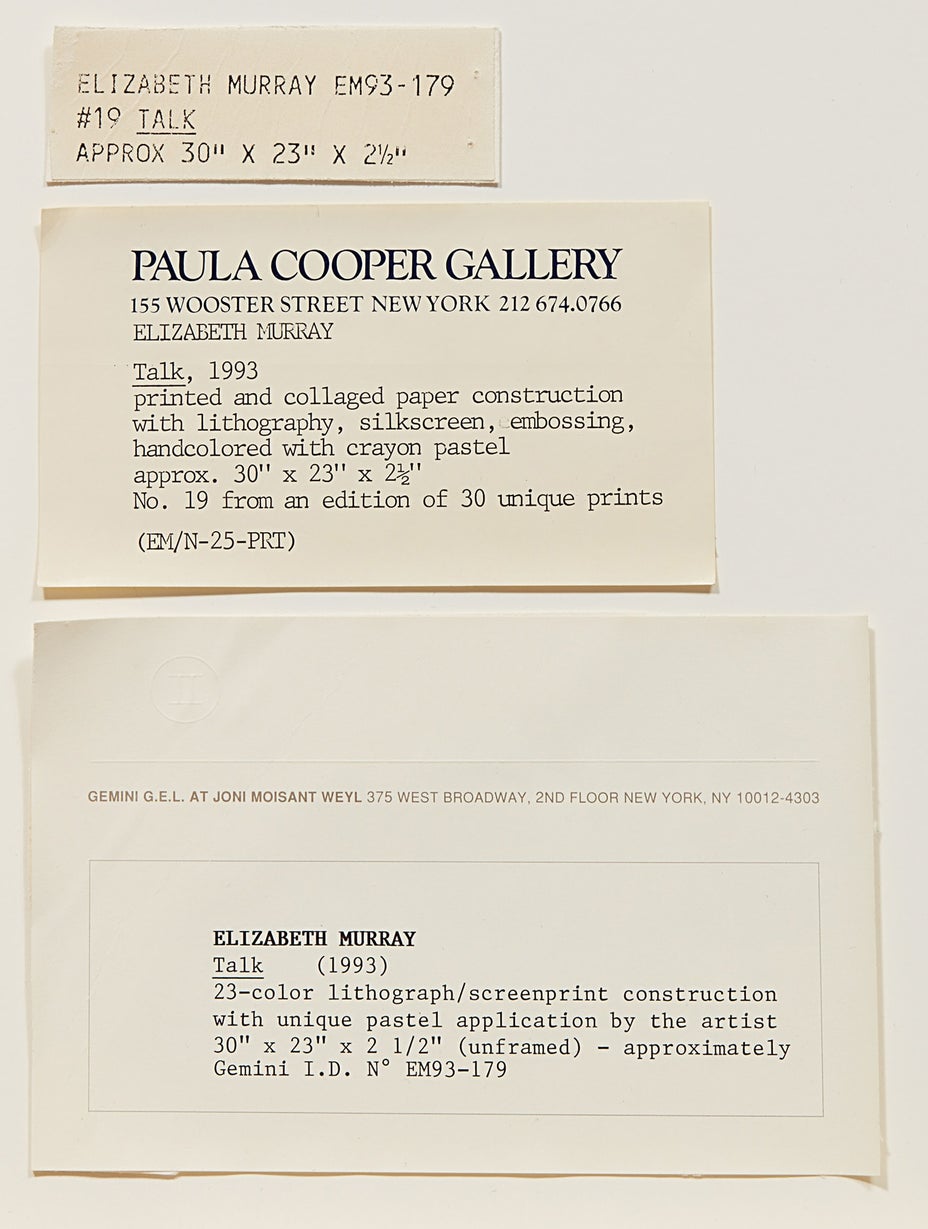 ELIZABETH MURRAY EM93-179
#19 TALK
APPROX 30" X 23" X 2½"
PAULA COOPER GALLERY
155 WOOSTER STREET NEW YORK 212 674.0766
ELIZABETH MURRAY
Talk, 1993
printed and collaged paper construction
with lithography, silkscreen, embossing,
handcolored with crayon pastel
approx. 30" x 23" x 2½"
No. 19 from an edition of 30 unique prints
(EM/N-25-PRT)
II
GEMINI G.E.L. AT JONI MOISANT WEYL 375 WEST BROADWAY, 2ND FLOOR NEW YORK, NY 10012-4303
ELIZABETH MURRAY
Talk (1993)
23-color lithograph/screenprint construction
with unique pastel application by the artist
30" x 23" x 2 1/2" (unframed) - approximately
Gemini I.D. N° EM93-179